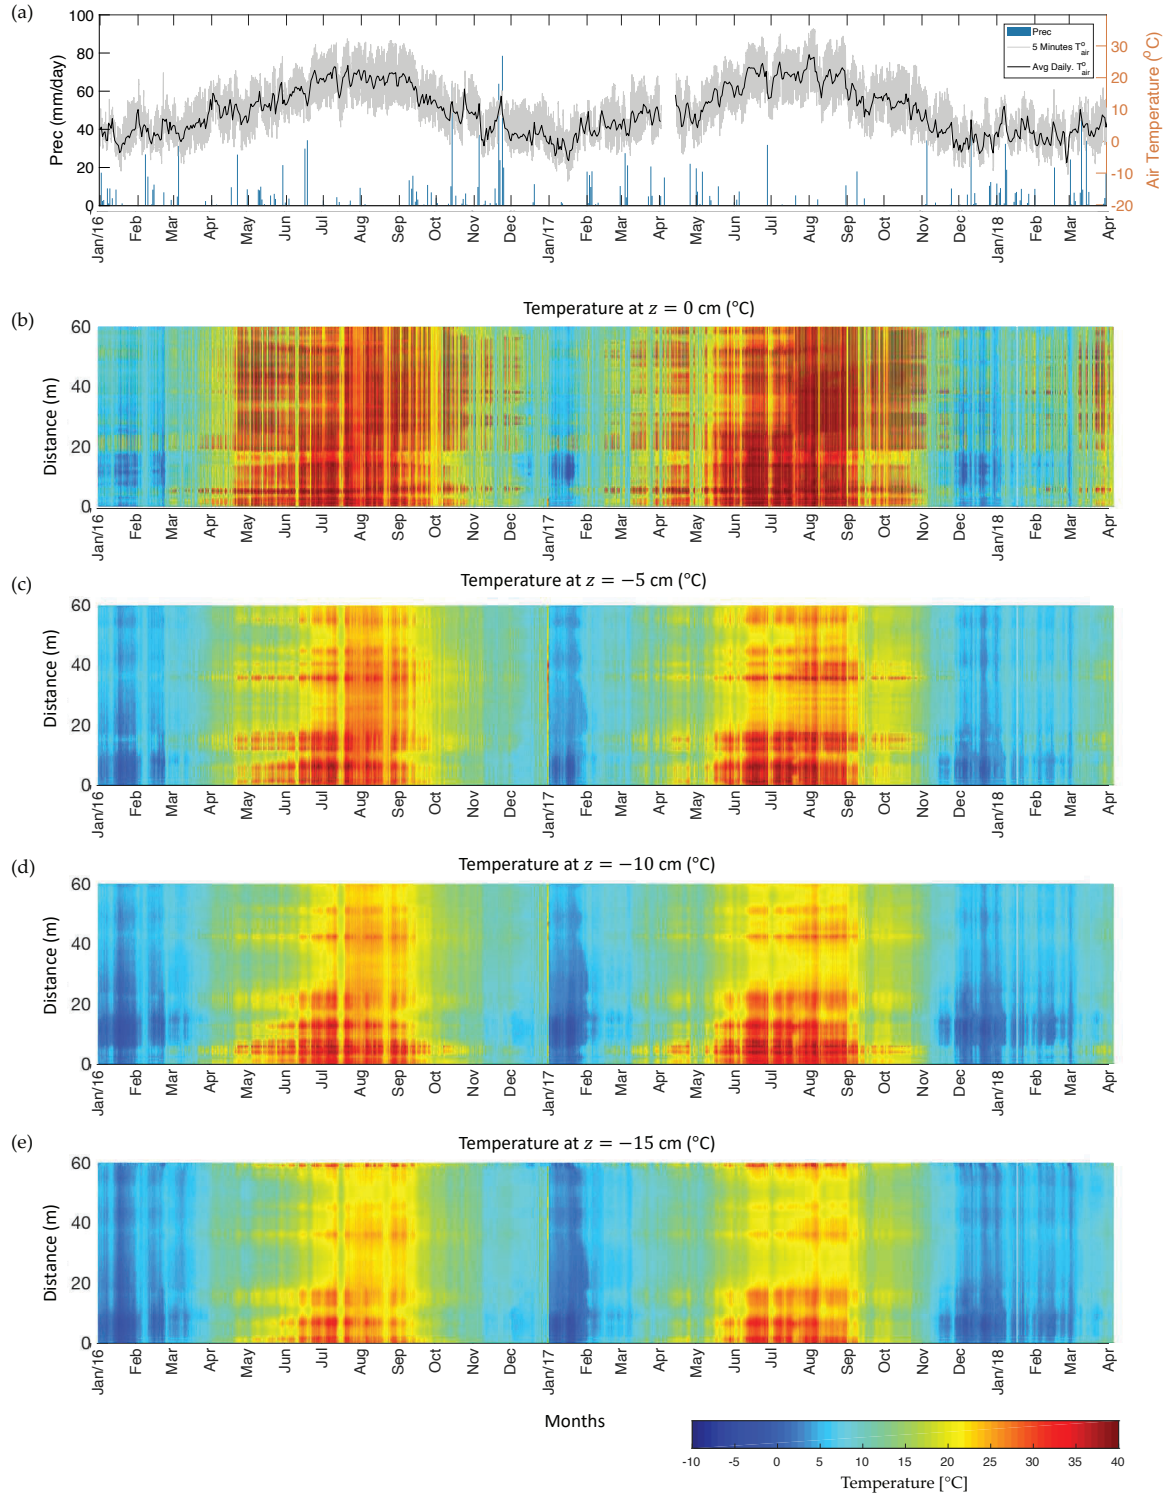 (a)
100
80
60
40
20
0
Prec (mm/day)
Prec
5 Minutes T°air
Avg Daily. T°air
30
20
10
0
-10
-20
Air Temperature (°C)
Jan/16 Feb Mar Apr May Jun Jul Aug Sep Oct Nov Dec Jan/17 Feb Mar Apr May Jun Jul Aug Sep Oct Nov Dec Jan/18 Feb Mar Apr
(b)
Temperature at z = 0 cm (°C)
60
40
20
0
Distance (m)
Jan/16 Feb Mar Apr May Jun Jul Aug Sep Oct Nov Dec Jan/17 Feb Mar Apr May Jun Jul Aug Sep Oct Nov Dec Jan/18 Feb Mar Apr
(c)
Temperature at z = −5 cm (°C)
60
40
20
0
Distance (m)
Jan/16 Feb Mar Apr May Jun Jul Aug Sep Oct Nov Dec Jan/17 Feb Mar Apr May Jun Jul Aug Sep Oct Nov Dec Jan/18 Feb Mar Apr
(d)
Temperature at z = −10 cm (°C)
60
40
20
0
Distance (m)
Jan/16 Feb Mar Apr May Jun Jul Aug Sep Oct Nov Dec Jan/17 Feb Mar Apr May Jun Jul Aug Sep Oct Nov Dec Jan/18 Feb Mar Apr
(e)
Temperature at z = −15 cm (°C)
60
40
20
0
Distance (m)
Jan/16 Feb Mar Apr May Jun Jul Aug Sep Oct Nov Dec Jan/17 Feb Mar Apr May Jun Jul Aug Sep Oct Nov Dec Jan/18 Feb Mar Apr
Months
-10 -5 0 5 10 15 20 25 30 35 40
Temperature [°C]